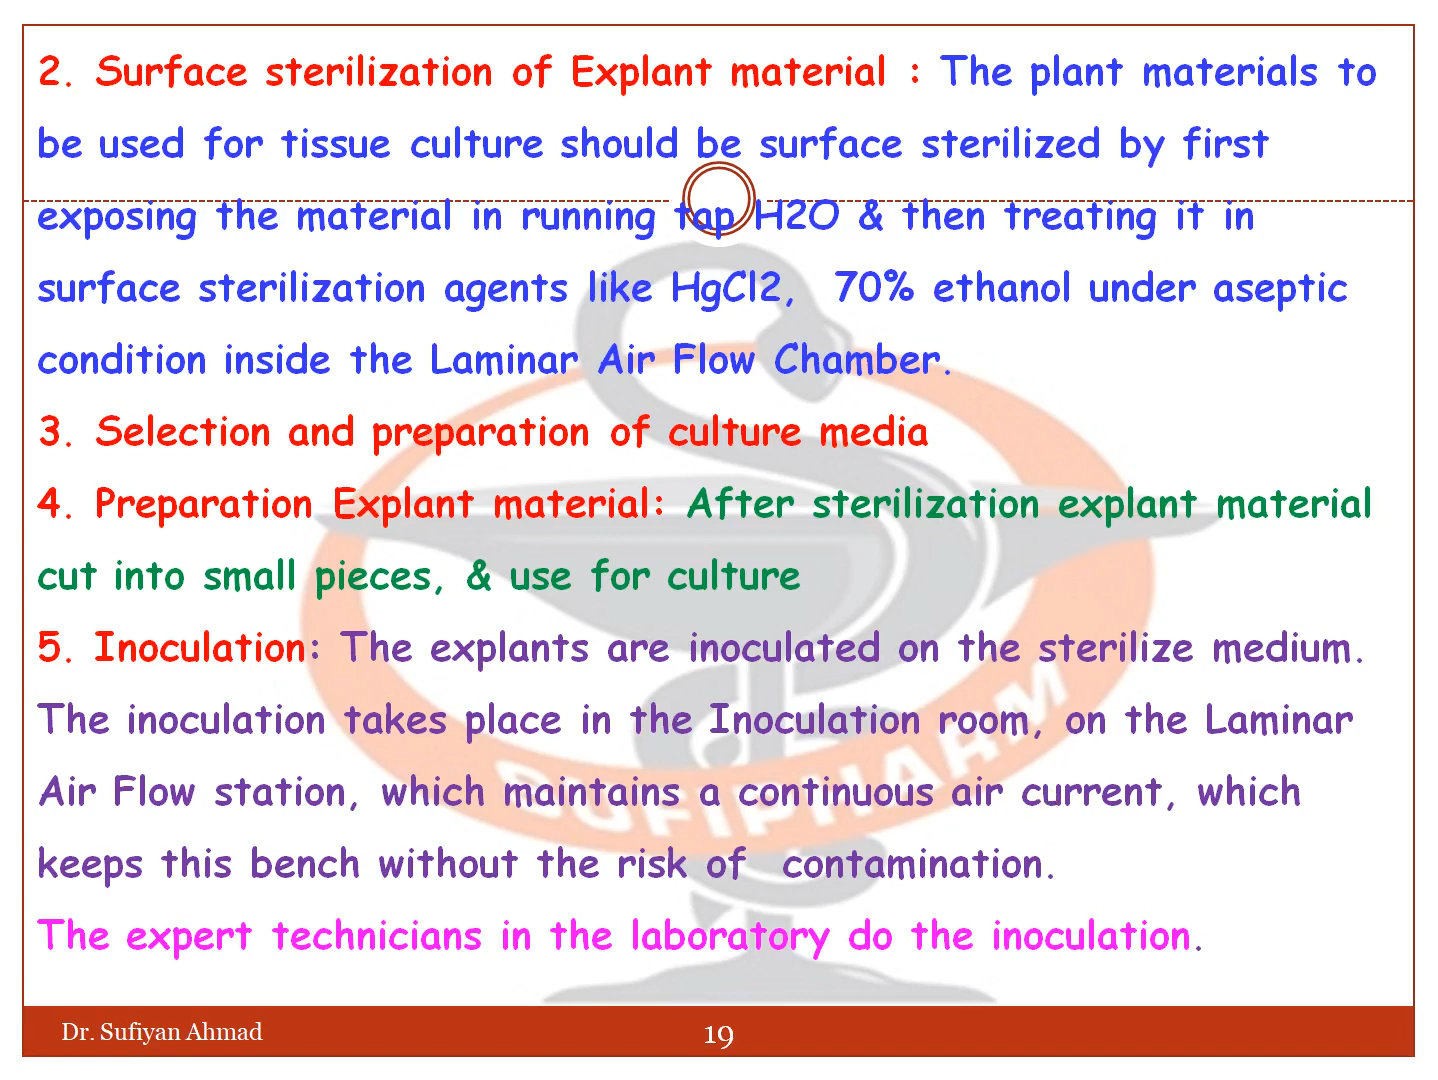 2. Surface sterilization of Explant material : The plant materials to
be used for tissue culture should be surface sterilized by first
exposing the material in running tap H2O & then treating it in
surface sterilization agents like HgCl2, 70% ethanol under aseptic
condition inside the Laminar Air Flow Chamber.
3. Selection and preparation of culture media
4. Preparation Explant material: After sterilization explant material
cut into small pieces, & use for culture
5. Inoculation: The explants are inoculated on the sterilize medium.
The inoculation takes place in the Inoculation room, on the Laminar
Air Flow station, which maintains a continuous air current, which
keeps this bench without the risk of contamination.
The expert technicians in the laboratory do the inoculation.
SUFIPHARM
Dr. Sufiyan Ahmad
19